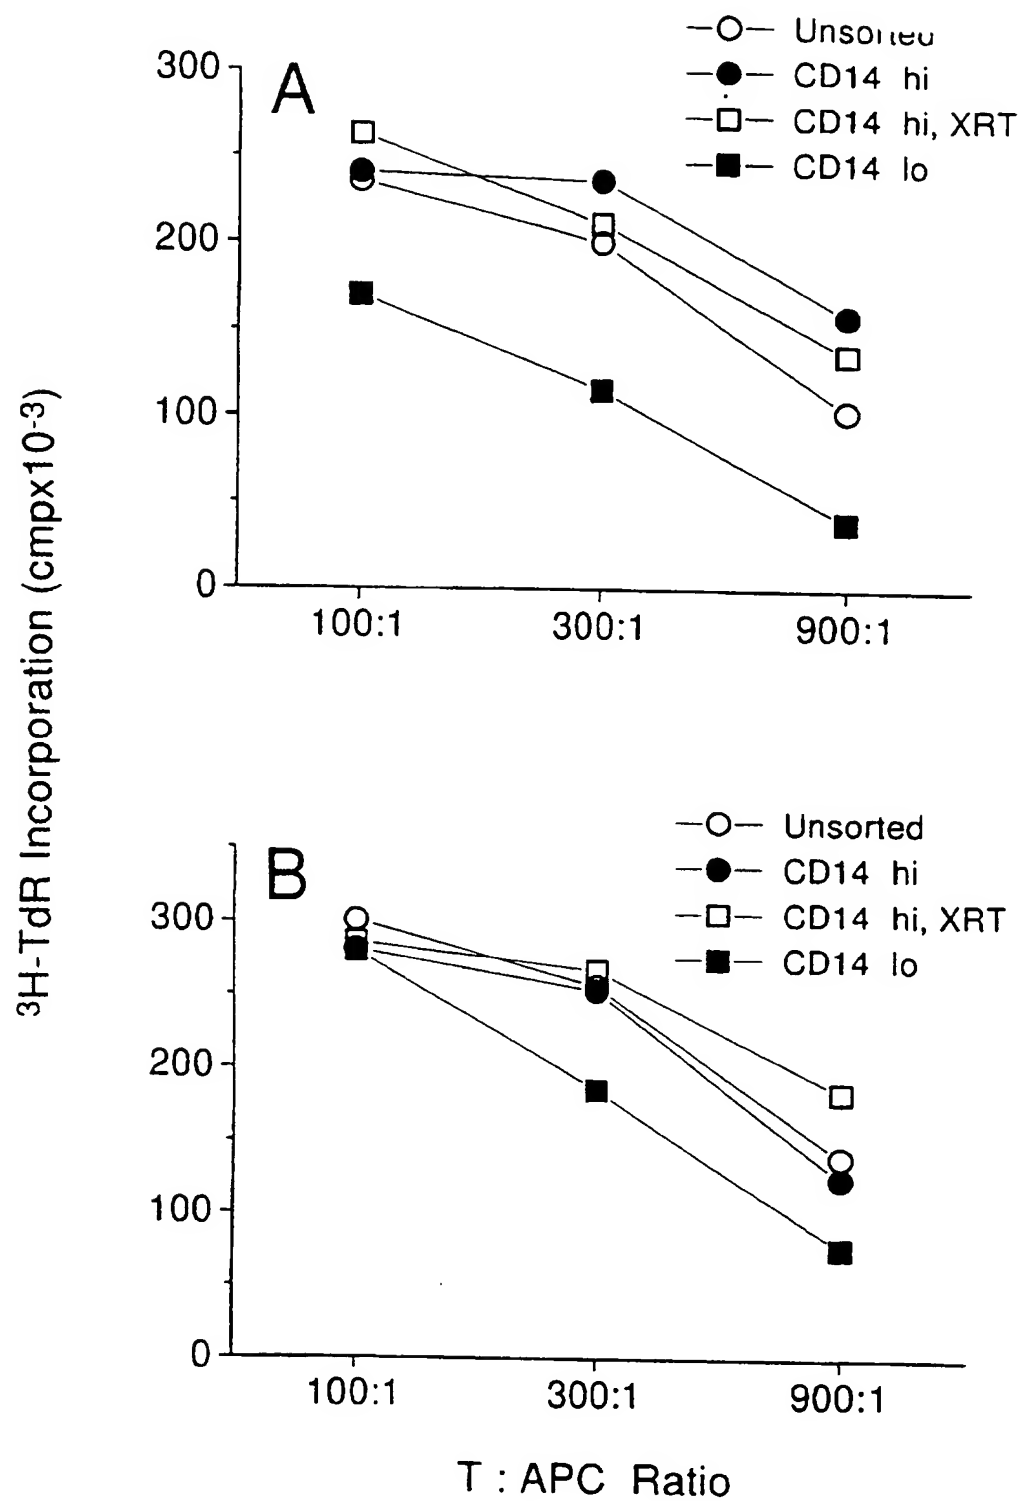 A
Unsorted
CD14 hi
CD14 hi, XRT
CD14 lo
300
200
100
0
100:1
300:1
900:1
³H-TdR Incorporation (cmpx10⁻³)
B
Unsorted
CD14 hi
CD14 hi, XRT
CD14 lo
300
200
100
0
100:1
300:1
900:1
T : APC Ratio